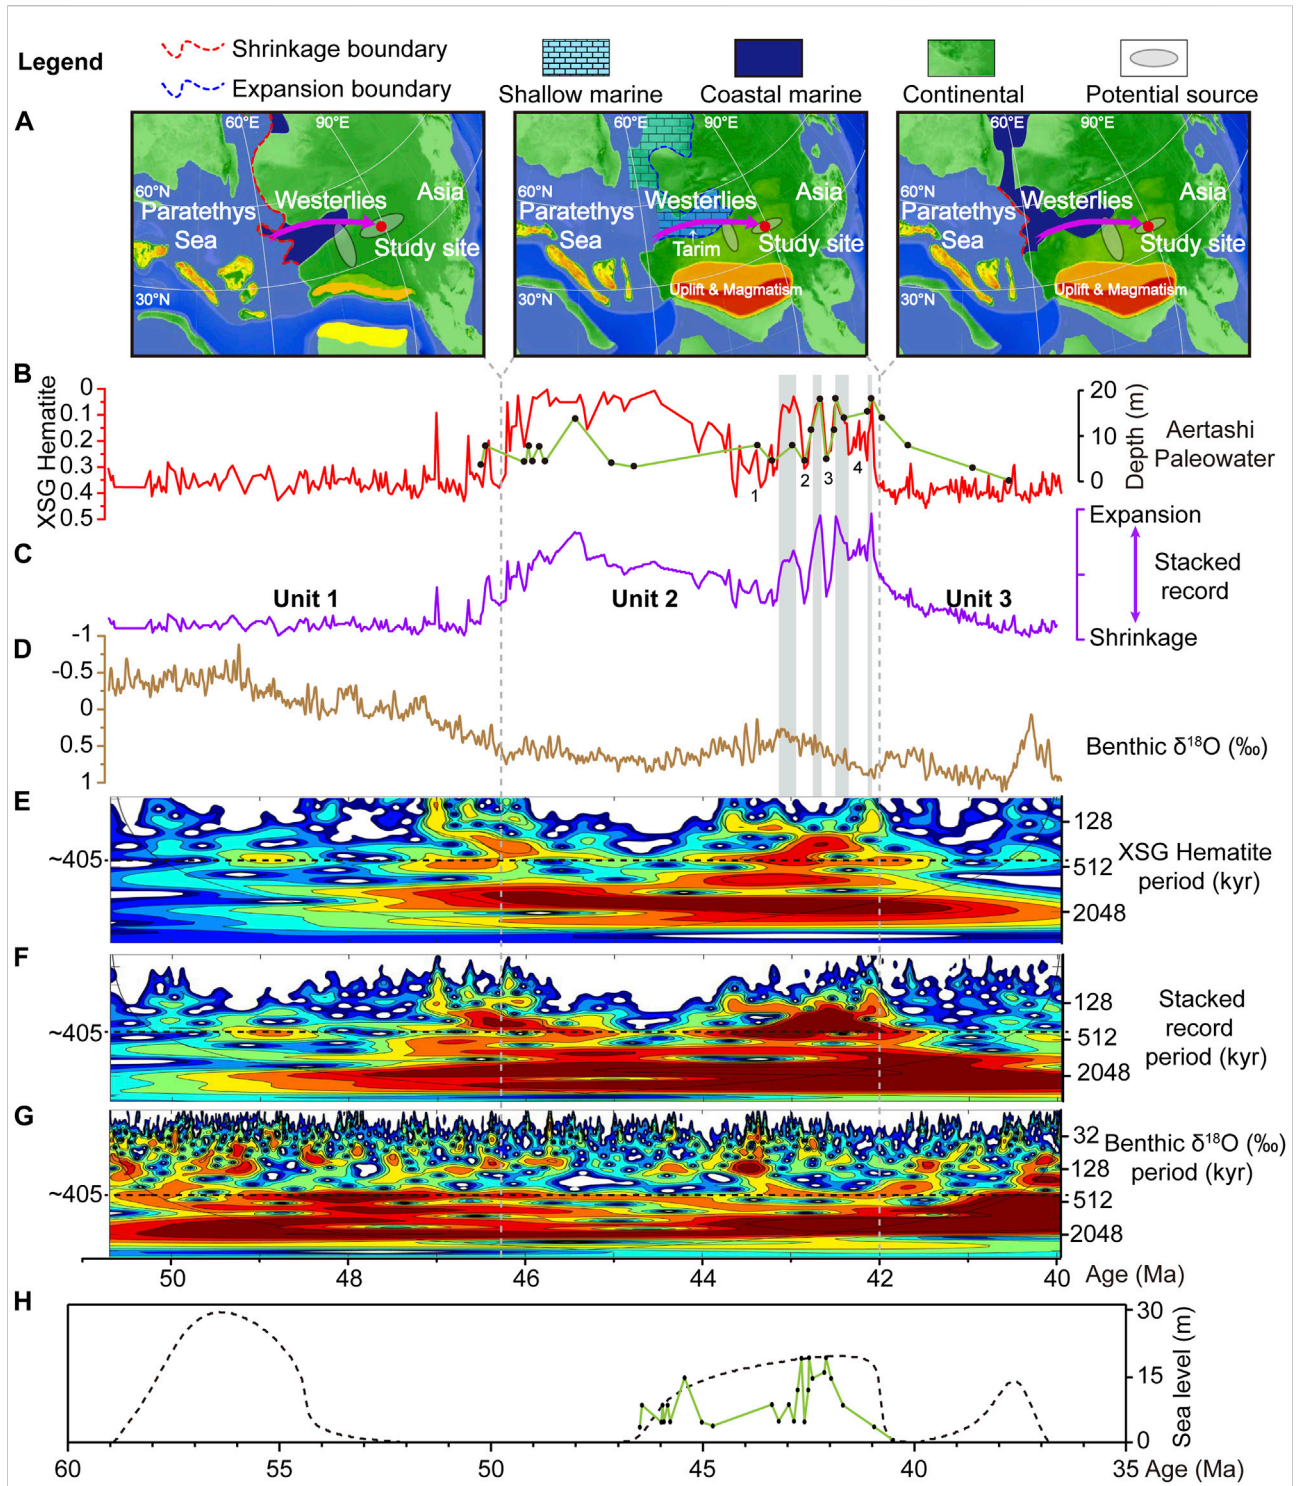 Legend
Shrinkage boundary
Expansion boundary
Shallow marine
Coastal marine
Continental
Potential source
A
60°E
90°E
60°N
Westerlies
Asia
Paratethys
Sea
Study site
30°N
60°E
90°E
60°N
Westerlies
Asia
Paratethys
Sea
Tarim
Study site
Uplift & Magmatism
30°N
60°E
90°E
60°N
Westerlies
Asia
Paratethys
Sea
Study site
Uplift & Magmatism
30°N
B
XSG Hematite
0
0.1
0.2
0.3
0.4
0.5
1
2
3
4
20
10
0
Depth (m)
Aertashi
Paleowater
C
Unit 1
Unit 2
Unit 3
Expansion
Stacked
record
Shrinkage
D
-1
-0.5
0
0.5
1
Benthic δ¹⁸O (‰)
E
~405
128
512
2048
XSG Hematite
period (kyr)
F
~405
128
512
2048
Stacked
record
period (kyr)
G
~405
32
128
512
2048
Benthic δ¹⁸O (‰)
period (kyr)
50 48 46 44 42 40 Age (Ma)
H
30
15
0
Sea level (m)
60 55 50 45 40 35 Age (Ma)